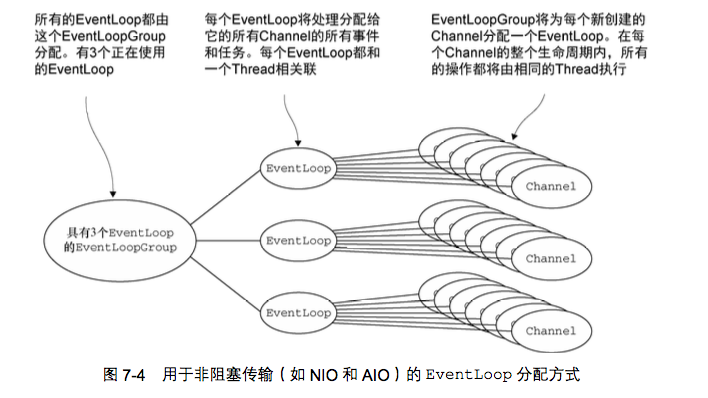 所有的EventLoop都由
这个EventLoopGroup
分配。有3个正在使用
的EventLoop
每个EventLoop将处理分配给
它的所有Channel的所有事件
和任务。每个EventLoop都和
一个Thread相关联
EventLoopGroup将为每个新创建的
Channel分配一个EventLoop。在每
个Channel的整个生命周期内，所有
的操作都将由相同的Thread执行
EventLoop
Channel
具有3个EventLoop
的EventLoopGroup
EventLoop
Channel
EventLoop
Channel
图 7-4 用于非阻塞传输（如 NIO 和 AIO）的 EventLoop 分配方式